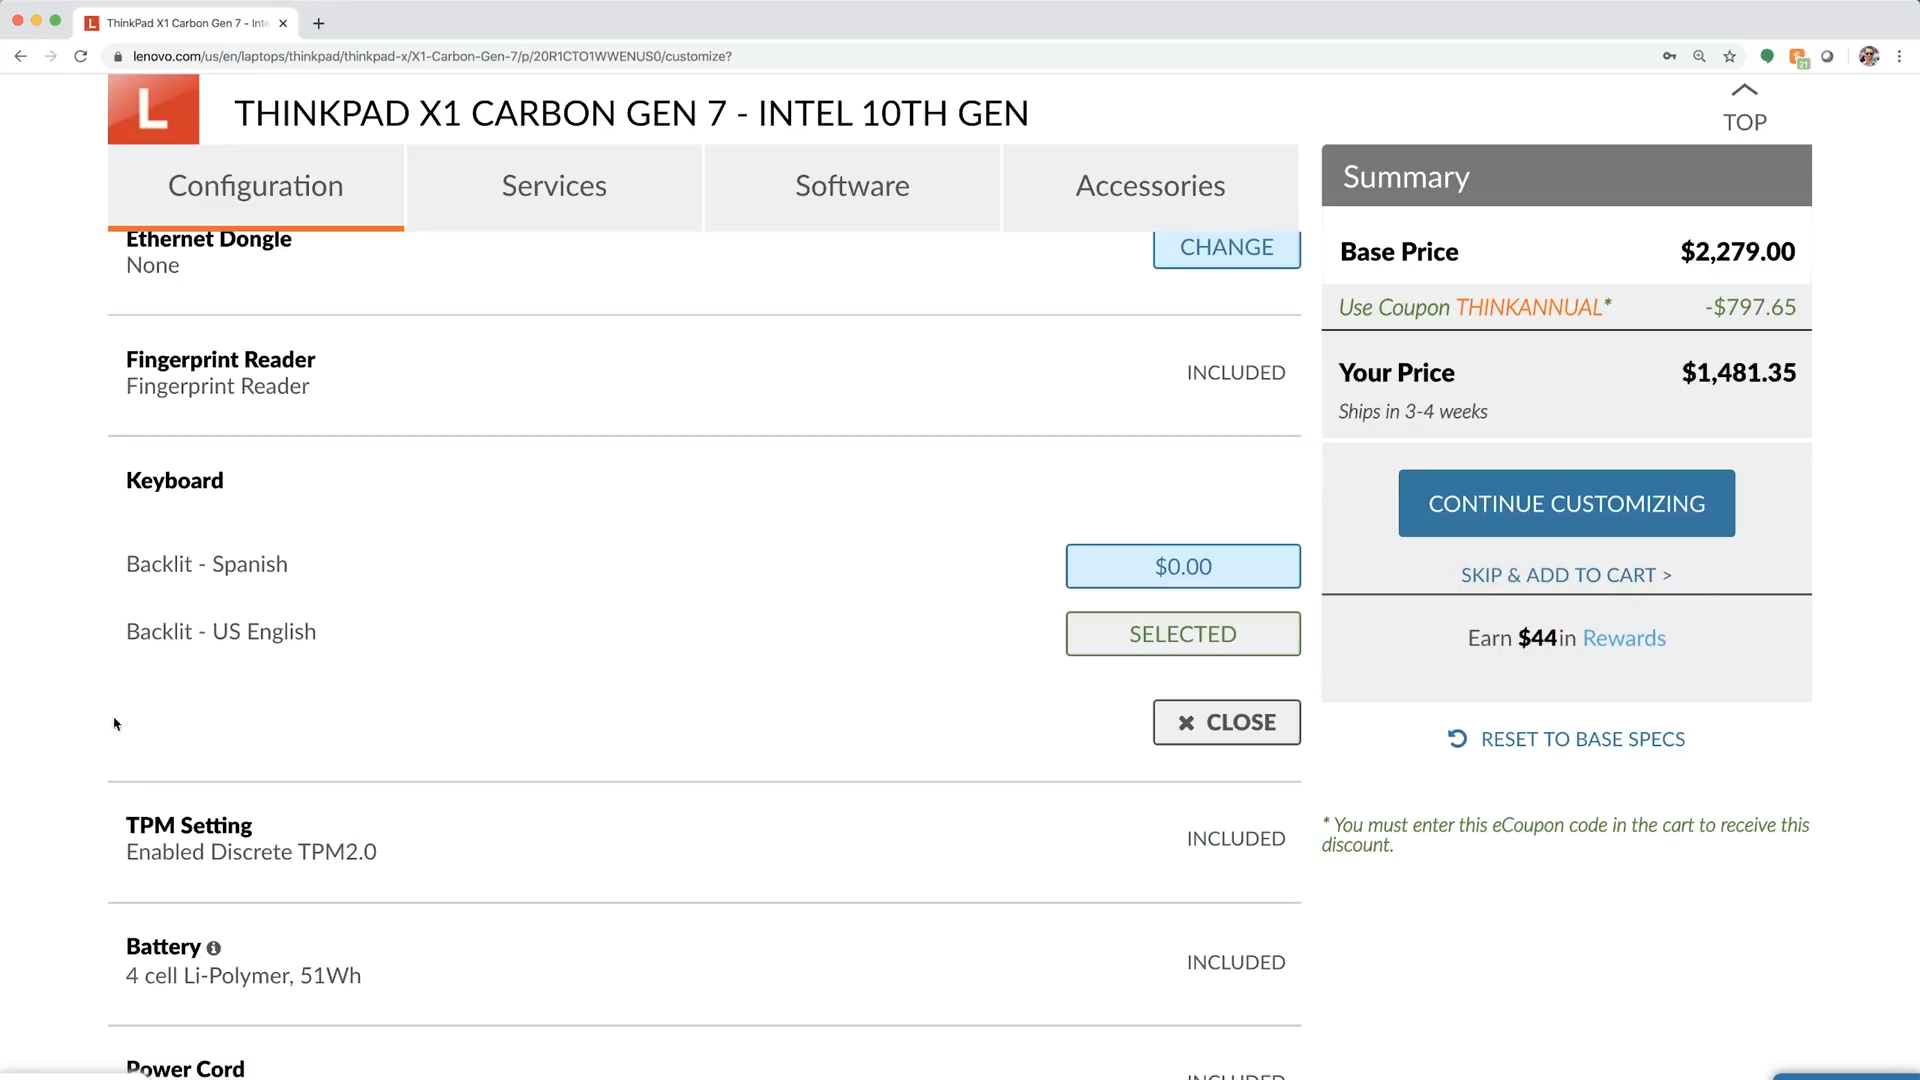 ThinkPad X1 Carbon Gen 7 - Inte
lenovo.com/us/en/laptops/thinkpad/thinkpad-x/X1-Carbon-Gen-7/p/20R1CTO1WWENUS0/customize?
21
L
THINKPAD X1 CARBON GEN 7 - INTEL 10TH GEN
TOP
Configuration
Services
Software
Accessories
Ethernet Dongle
None
CHANGE
Fingerprint Reader
Fingerprint Reader
INCLUDED
Keyboard
Backlit - Spanish
$0.00
Backlit - US English
SELECTED
✖ CLOSE
TPM Setting
Enabled Discrete TPM2.0
INCLUDED
Battery
4 cell Li-Polymer, 51Wh
INCLUDED
Power Cord
INCLUDED
Summary
Base Price $2,279.00
Use Coupon THINKANNUAL* -$797.65
Your Price $1,481.35
Ships in 3-4 weeks
CONTINUE CUSTOMIZING
SKIP & ADD TO CART >
Earn $44in Rewards
RESET TO BASE SPECS
* You must enter this eCoupon code in the cart to receive this
discount.